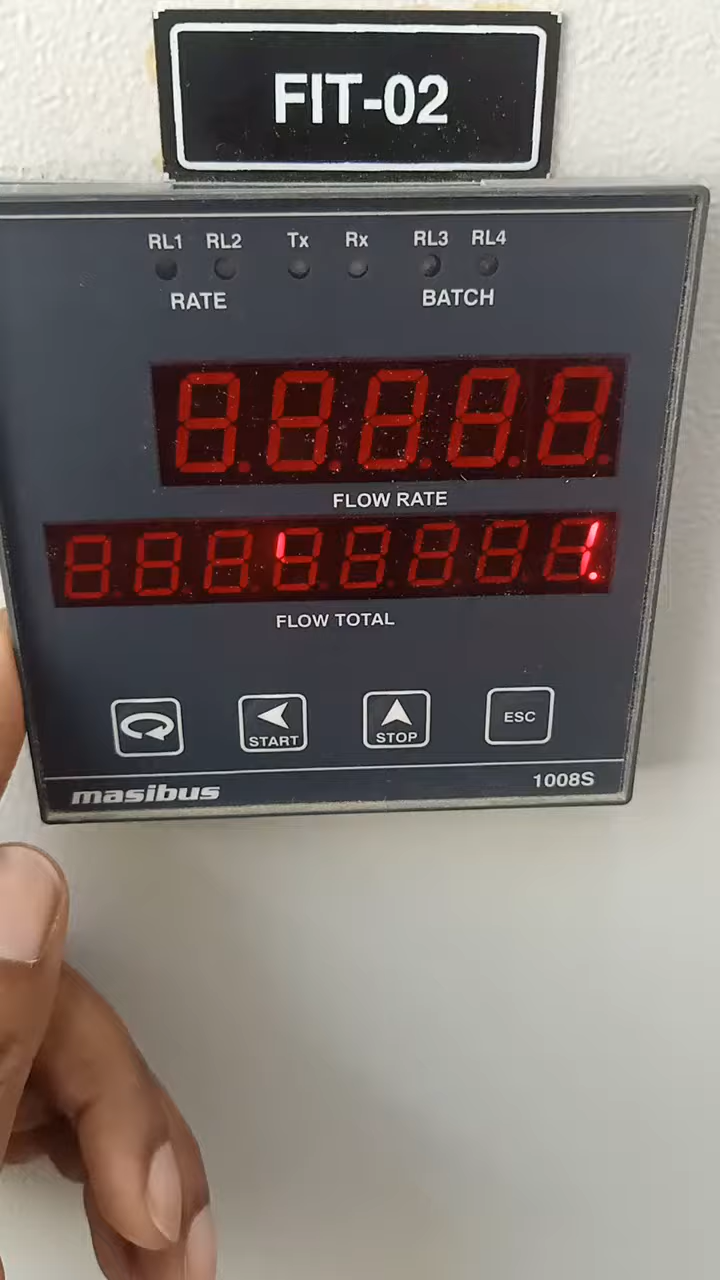 FIT-02
RL1 RL2 Tx Rx RL3 RL4
RATE BATCH
FLOW RATE
FLOW TOTAL
START STOP ESC
masibus 1008S